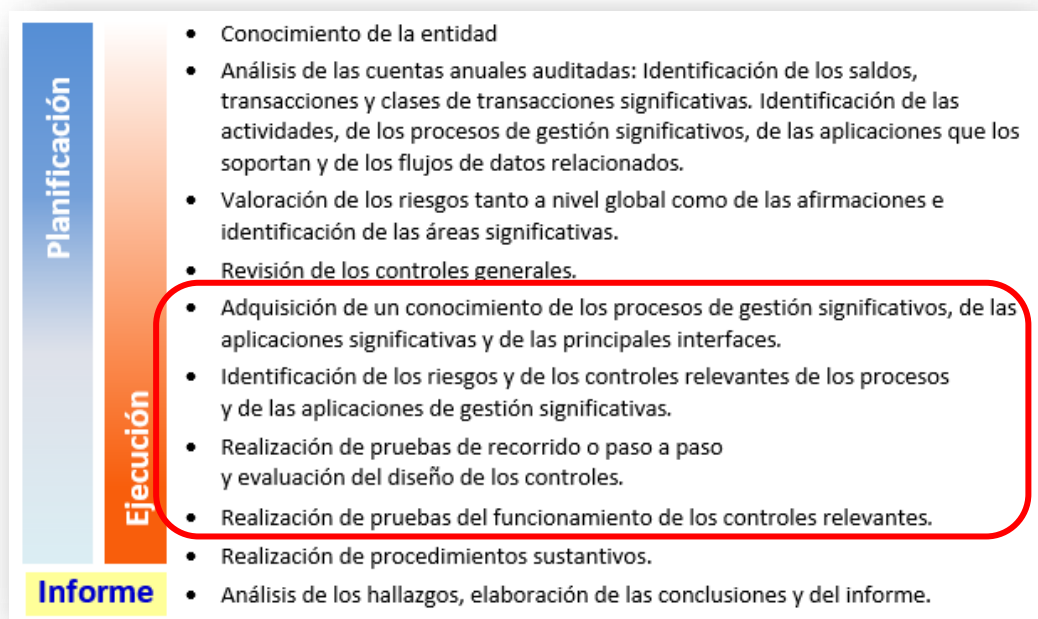 Planificación
Ejecución
Informe
• Conocimiento de la entidad
• Análisis de las cuentas anuales auditadas: Identificación de los saldos,
transacciones y clases de transacciones significativas. Identificación de las
actividades, de los procesos de gestión significativos, de las aplicaciones que los
soportan y de los flujos de datos relacionados.
• Valoración de los riesgos tanto a nivel global como de las afirmaciones e
identificación de las áreas significativas.
• Revisión de los controles generales.
• Adquisición de un conocimiento de los procesos de gestión significativos, de las
aplicaciones significativas y de las principales interfaces.
• Identificación de los riesgos y de los controles relevantes de los procesos
y de las aplicaciones de gestión significativas.
• Realización de pruebas de recorrido o paso a paso
y evaluación del diseño de los controles.
• Realización de pruebas del funcionamiento de los controles relevantes.
• Realización de procedimientos sustantivos.
• Análisis de los hallazgos, elaboración de las conclusiones y del informe.